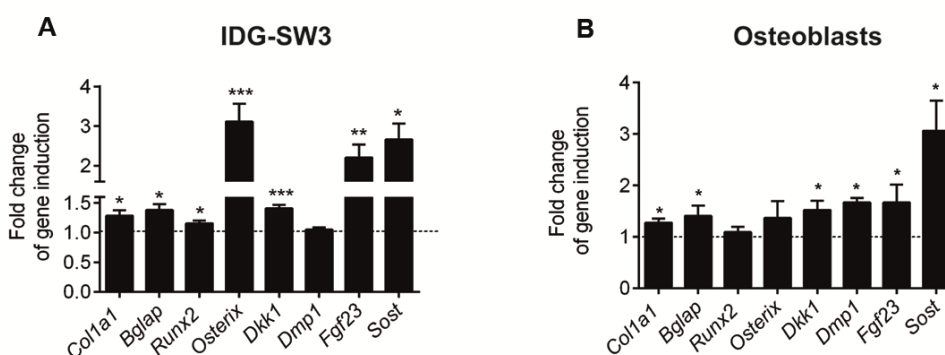 A
IDG-SW3
Fold change
of gene induction
4
3
2
1.5
1.0
0.5
0.0
*
*
*
***
***
**
*
Col1a1
Bglap
Runx2
Osterix
Dkk1
Dmp1
Fgf23
Sost
B
Osteoblasts
Fold change
of gene induction
4
3
2
1
0
*
*
*
*
*
*
Col1a1
Bglap
Runx2
Osterix
Dkk1
Dmp1
Fgf23
Sost